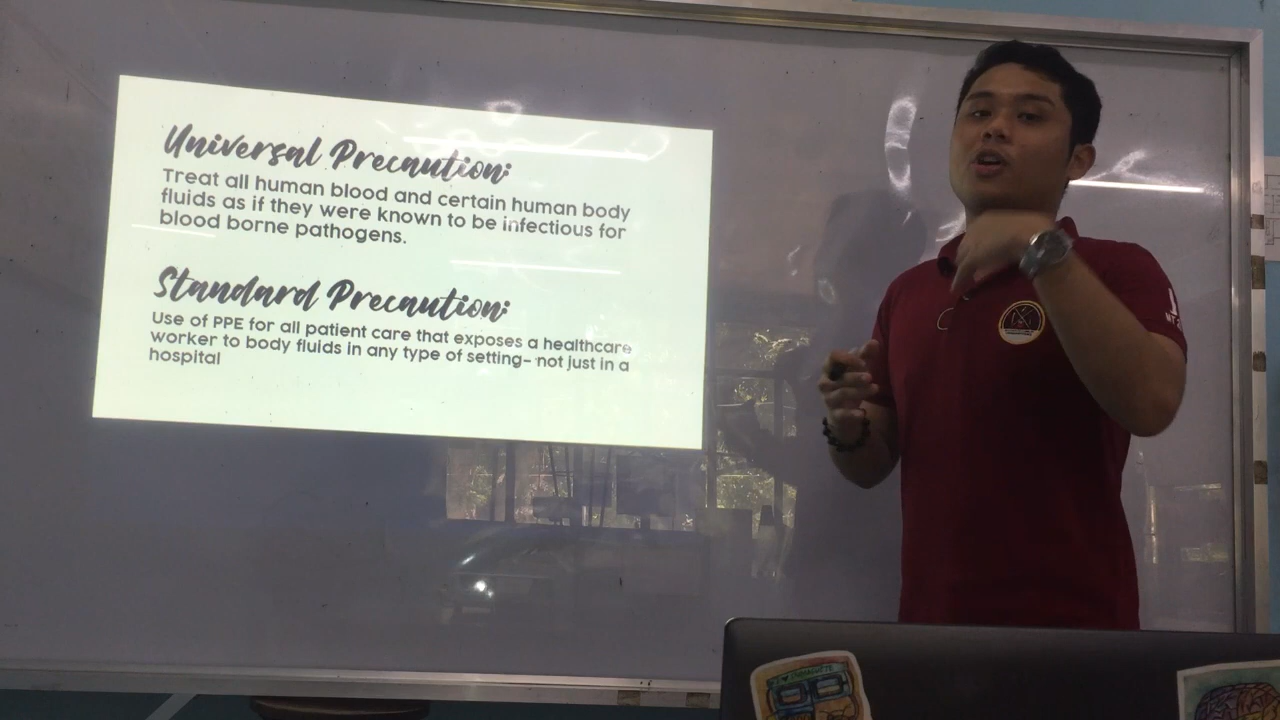 Universal Precaution:
Treat all human blood and certain human body
fluids as if they were known to be infectious for
blood borne pathogens.
Standard Precaution:
Use of PPE for all patient care that exposes a healthcare
worker to body fluids in any type of setting- not just in a
hospital